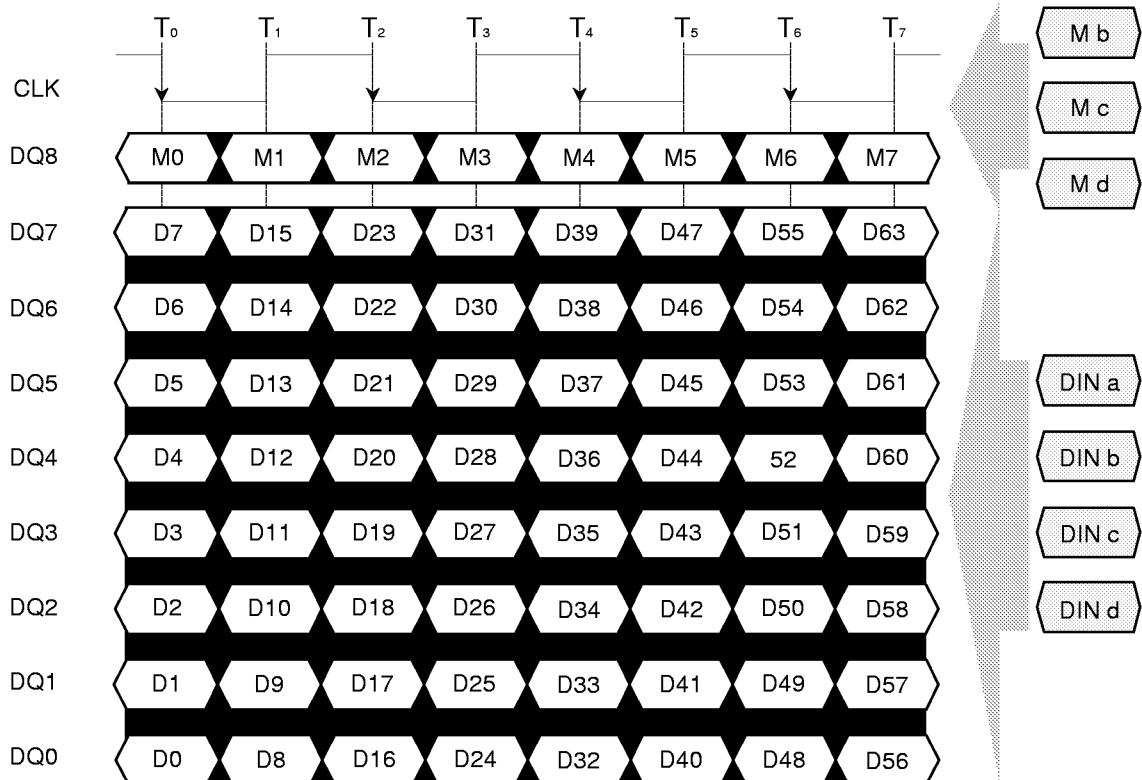 T0 T1 T2 T3 T4 T5 T6 T7
M b
CLK
M c
DQ8 M0 M1 M2 M3 M4 M5 M6 M7
M d
DQ7 D7 D15 D23 D31 D39 D47 D55 D63
DQ6 D6 D14 D22 D30 D38 D46 D54 D62
DQ5 D5 D13 D21 D29 D37 D45 D53 D61 DIN a
DQ4 D4 D12 D20 D28 D36 D44 52 D60 DIN b
DQ3 D3 D11 D19 D27 D35 D43 D51 D59 DIN c
DQ2 D2 D10 D18 D26 D34 D42 D50 D58 DIN d
DQ1 D1 D9 D17 D25 D33 D41 D49 D57
DQ0 D0 D8 D16 D24 D32 D40 D48 D56